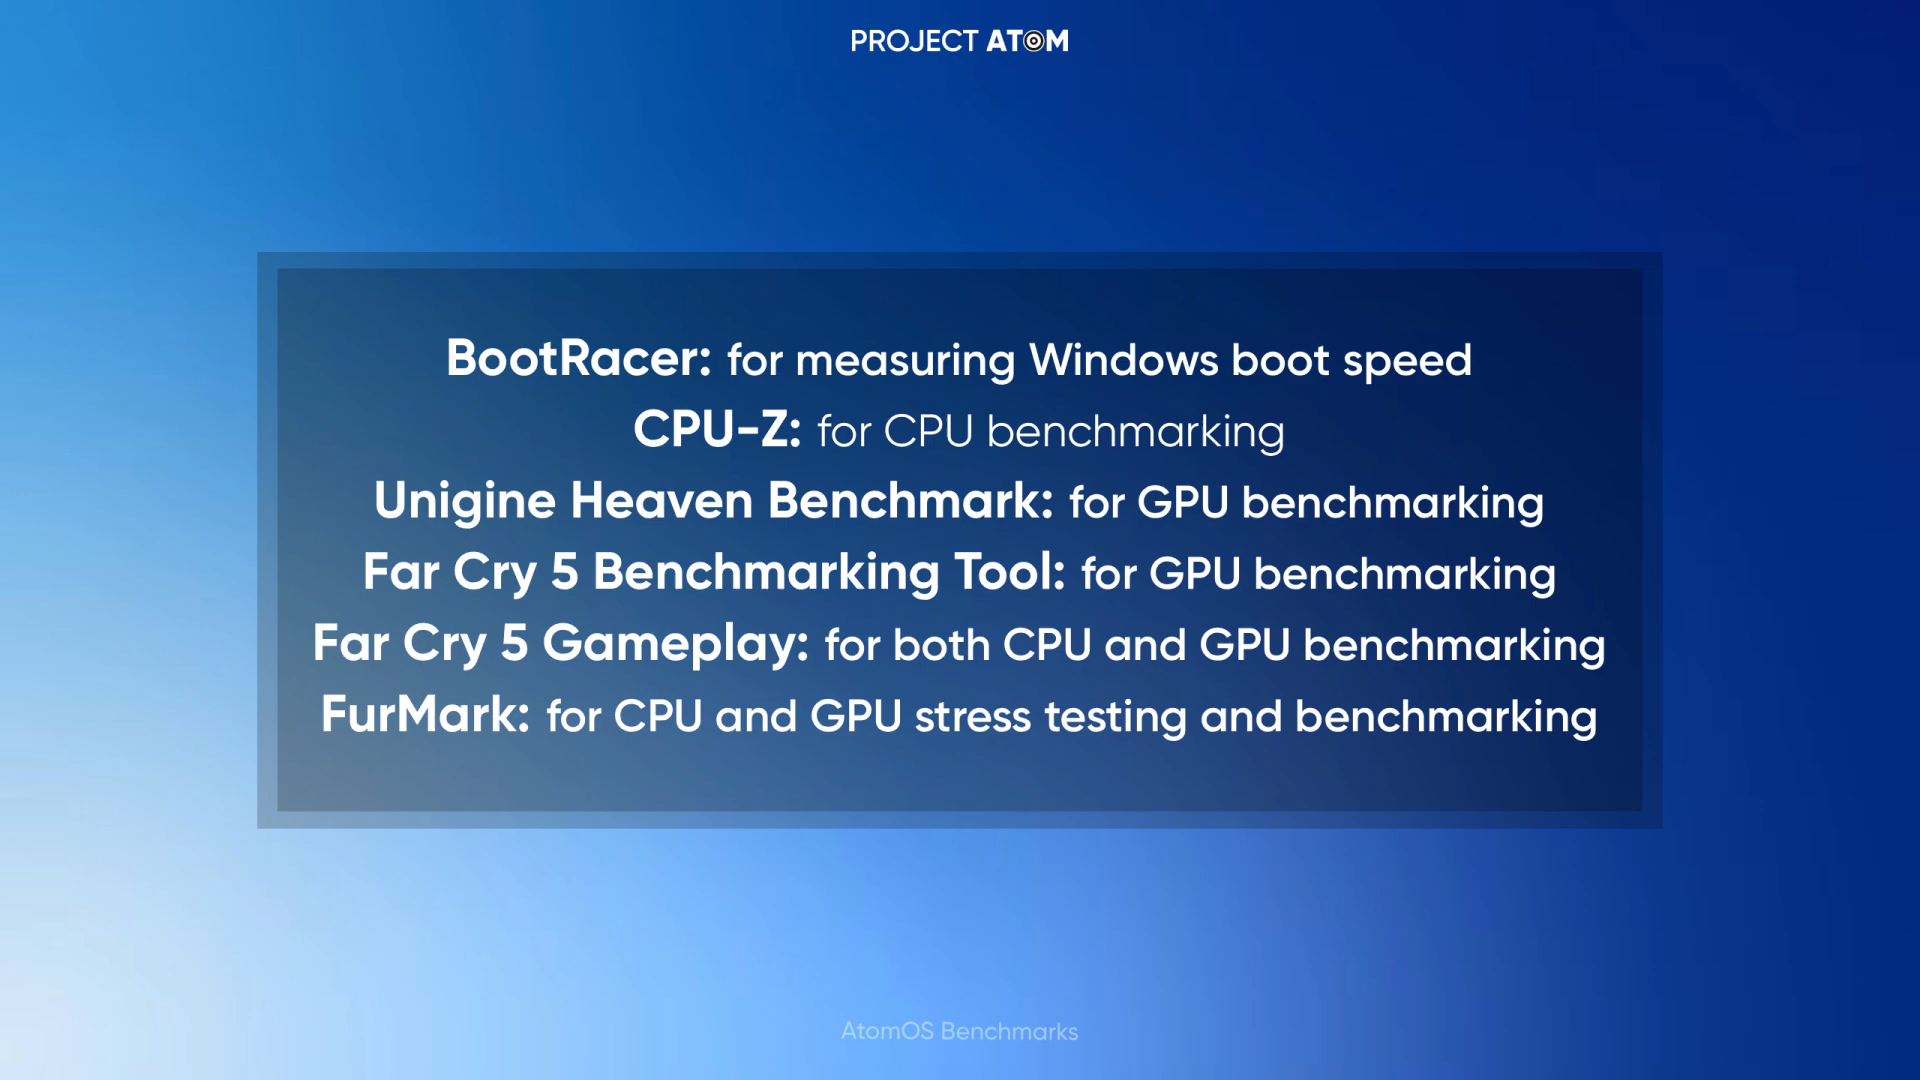 PROJECT ATOM
BootRacer: for measuring Windows boot speed
CPU-Z: for CPU benchmarking
Unigine Heaven Benchmark: for GPU benchmarking
Far Cry 5 Benchmarking Tool: for GPU benchmarking
Far Cry 5 Gameplay: for both CPU and GPU benchmarking
FurMark: for CPU and GPU stress testing and benchmarking
AtomOS Benchmarks